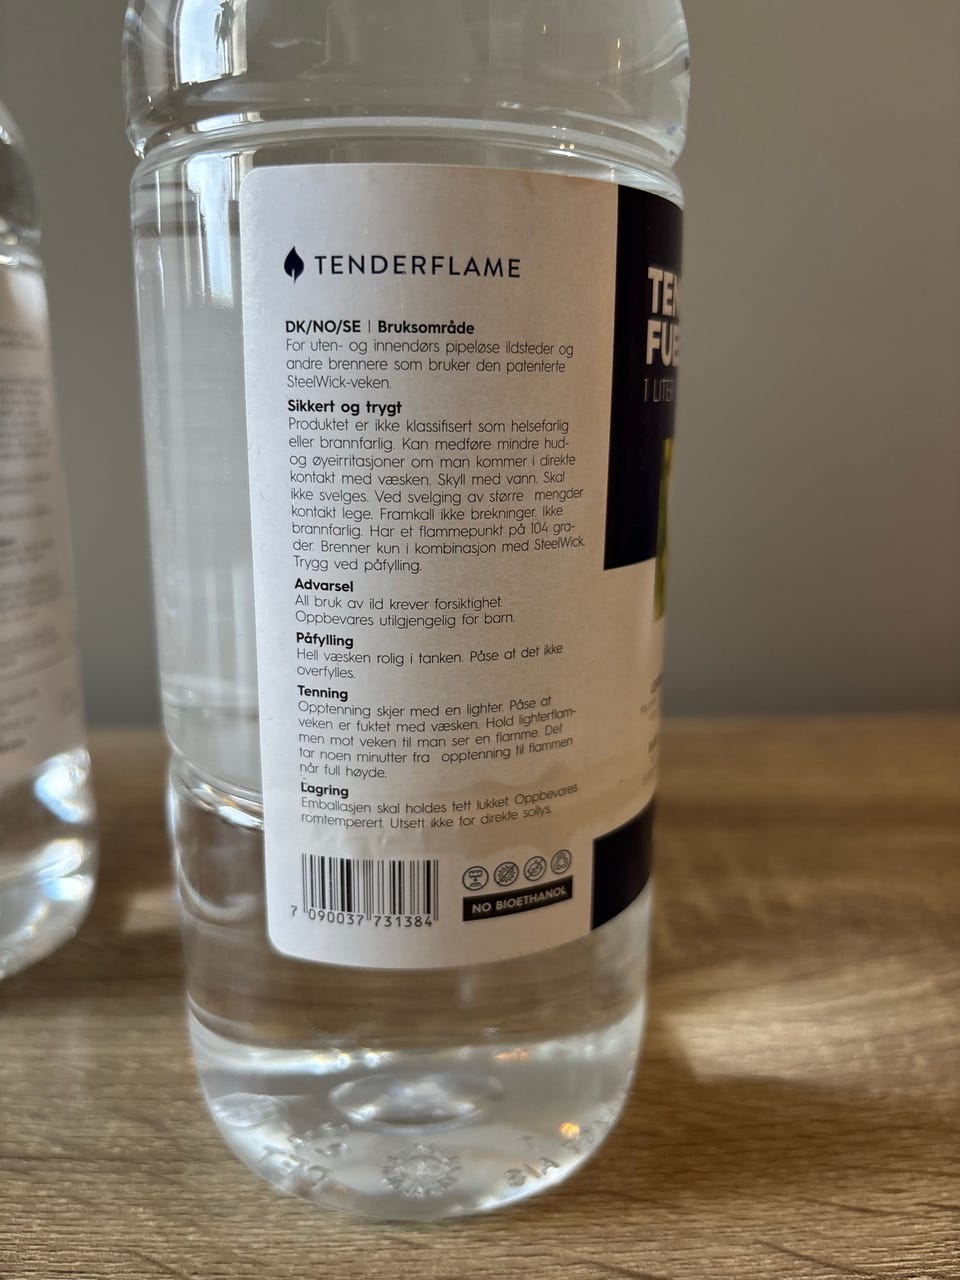 TENDERFLAME
DK/NO/SE | Bruksområde
For uten- og innendørs pipeløse ildsteder og
andre brennere som bruker den patenterte
SteelWick-veken.
Sikkert og trygt
Produktet er ikke klassifisert som helsefarlig
eller brannfarlig. Kan medføre mindre hud-
og øyeirritasjoner om man kommer i direkte
kontakt med væsken. Skyll med vann. Skal
ikke svelges. Ved svelging av større mengder
kontakt lege. Framkall ikke brekninger. Ikke
brannfarlig. Har et flammepunkt på 104 gra-
der. Brenner kun i kombinasjon med SteelWick.
Trygg ved påfylling.
Advarsel
All bruk av ild krever forsiktighet.
Oppbevares utilgjengelig for barn.
Påfylling
Hell væsken rolig i tanken. Påse at det ikke
overfylles.
Tenning
Opptenning skjer med en lighter. Påse at
veken er fuktet med væsken. Hold lighterflam-
men mot veken til man ser en flamme. Det
tar noen minutter fra opptenning til flammen
når full høyde.
Lagring
Emballasjen skal holdes tett lukket. Oppbevares
romtemperert. Utsett ikke for direkte sollys.
7 090037 731384
NO BIOETHANOL
TEN
FUE
1 LITER
PET